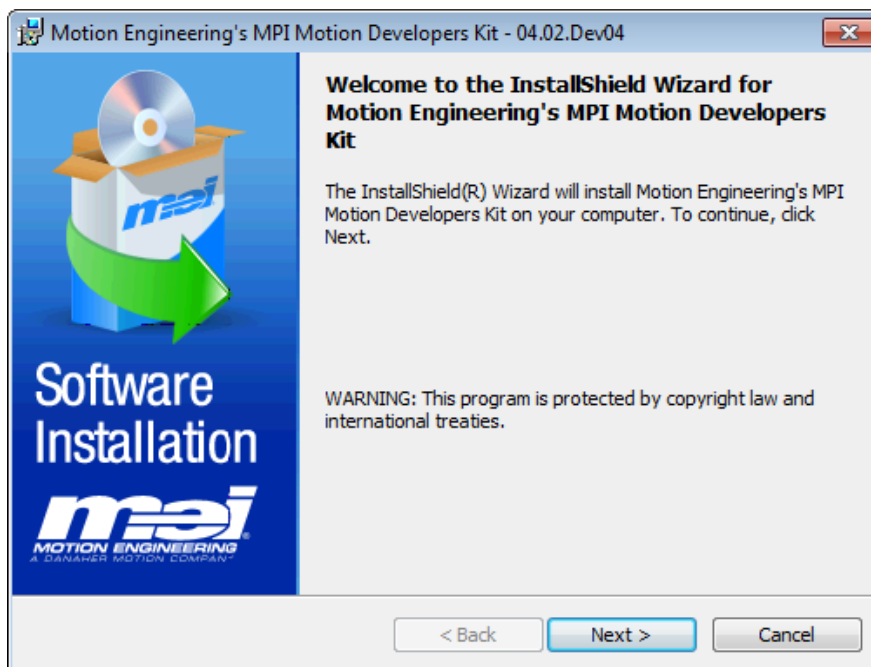 Motion Engineering's MPI Motion Developers Kit - 04.02.Dev04
Welcome to the InstallShield Wizard for
Motion Engineering's MPI Motion Developers
Kit
The InstallShield(R) Wizard will install Motion Engineering's MPI
Motion Developers Kit on your computer. To continue, click
Next.
WARNING: This program is protected by copyright law and
international treaties.
mei
Software
Installation
mei
MOTION ENGINEERING
A DANAHER MOTION COMPANY
< Back
Next >
Cancel